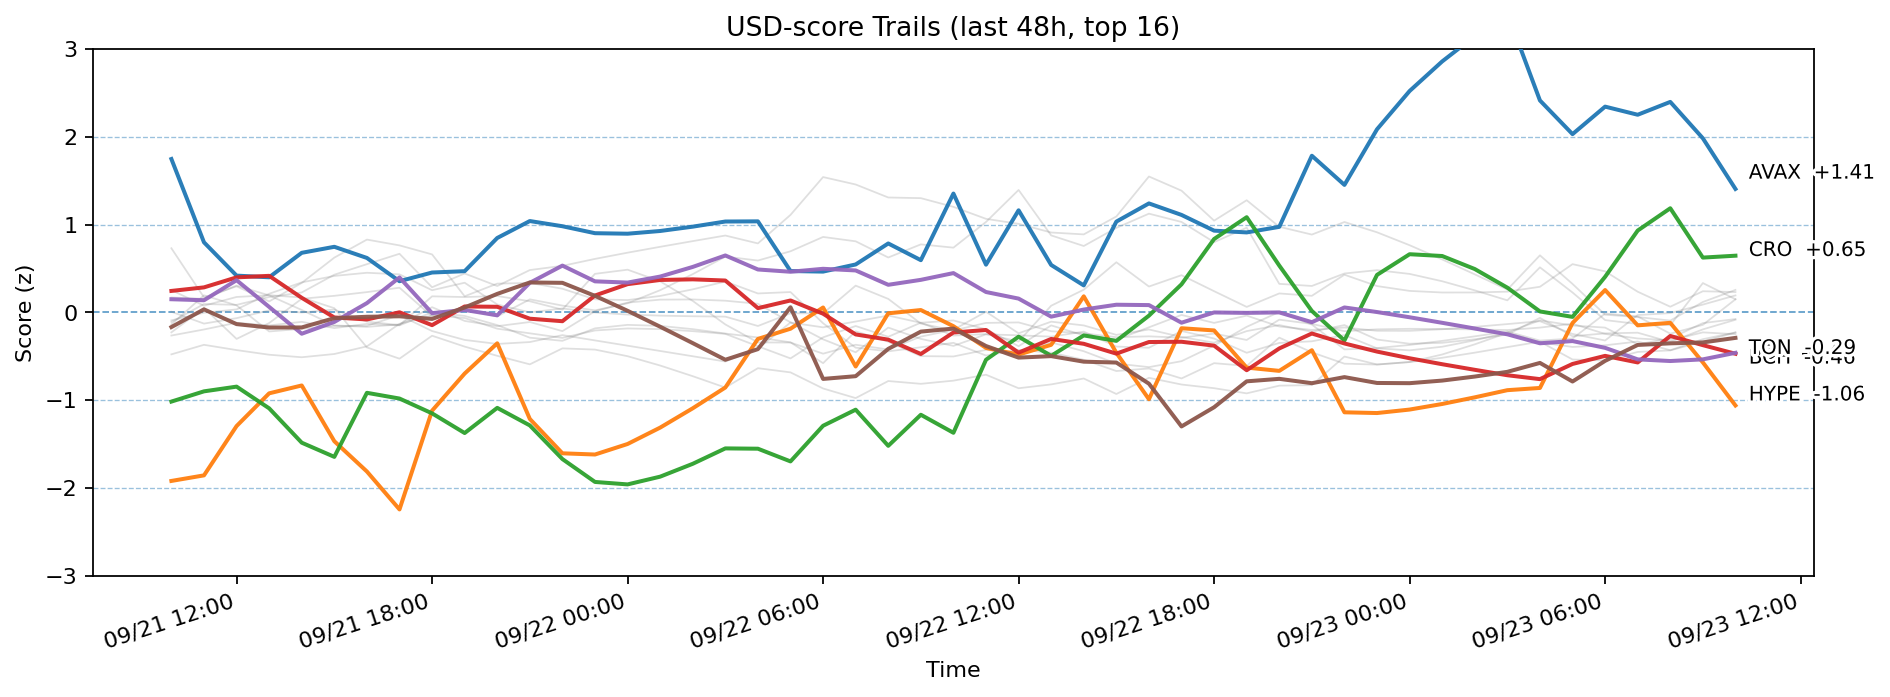 USD-score Trails (last 48h, top 16)
3
2
1
0
−1
−2
−3
Score (z)
AVAX +1.41
CRO +0.65
TON -0.29
HYPE -1.06
09/21 12:00
09/21 18:00
09/22 00:00
09/22 06:00
09/22 12:00
09/22 18:00
09/23 00:00
09/23 06:00
09/23 12:00
Time